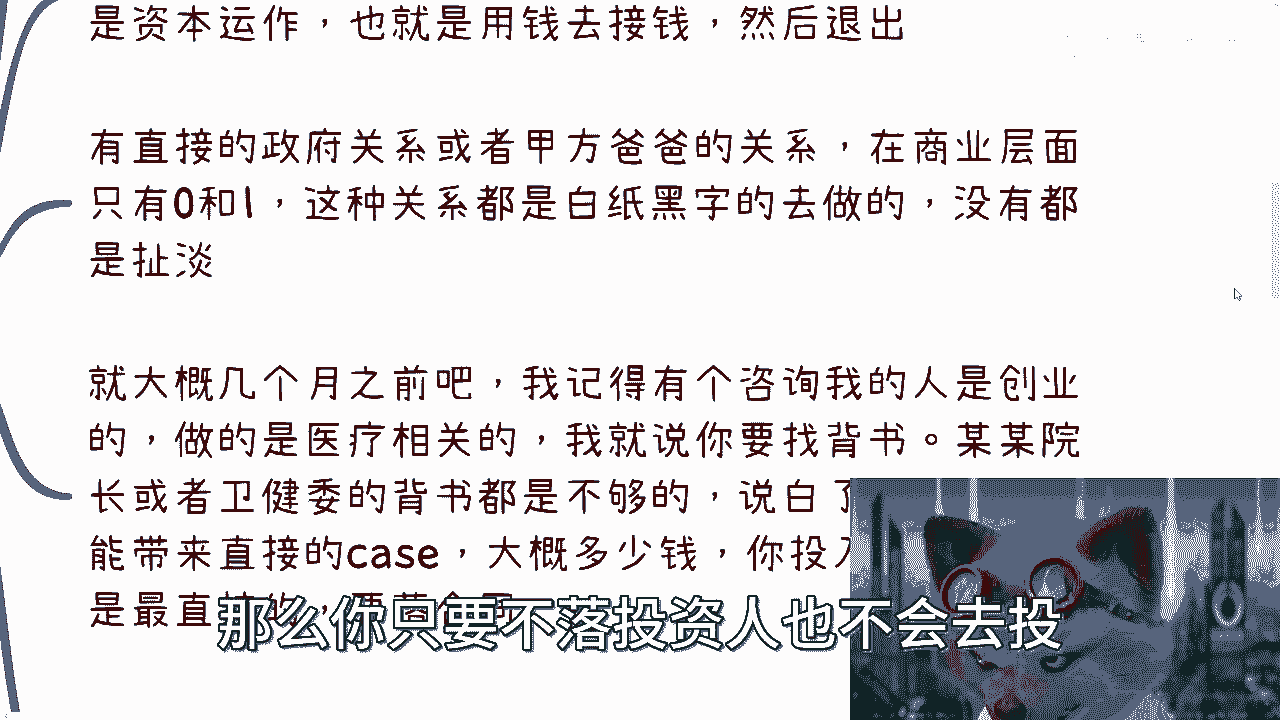 是资本运作，也就是用钱去接钱，然后退出
有直接的政府关系或者甲方爸爸的关系，在商业层面
只有0和1，这种关系都是白纸黑字的去做的，没有都
是扯淡
就大概几个月之前吧，我记得有个咨询我的人是创业
的，做的是医疗相关的，我就说你要找背书。某某院
长或者卫健委的背书都是不够的，说白了
能带来直接的case，大概多少钱，你投入
是最直接的
那么你只要不落投资人也不会去投